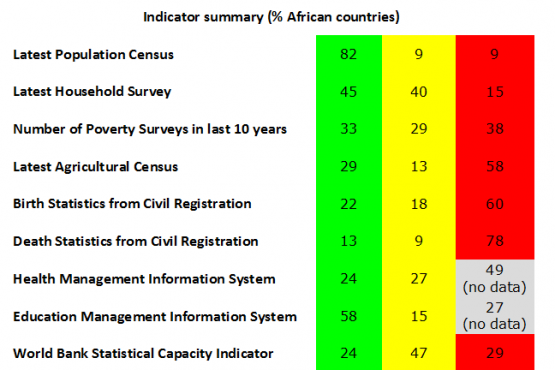 Indicator summary (% African countries)
Latest Population Census 82 9 9
Latest Household Survey 45 40 15
Number of Poverty Surveys in last 10 years 33 29 38
Latest Agricultural Census 29 13 58
Birth Statistics from Civil Registration 22 18 60
Death Statistics from Civil Registration 13 9 78
Health Management Information System 24 27 49
(no data)
Education Management Information System 58 15 27
(no data)
World Bank Statistical Capacity Indicator 24 47 29